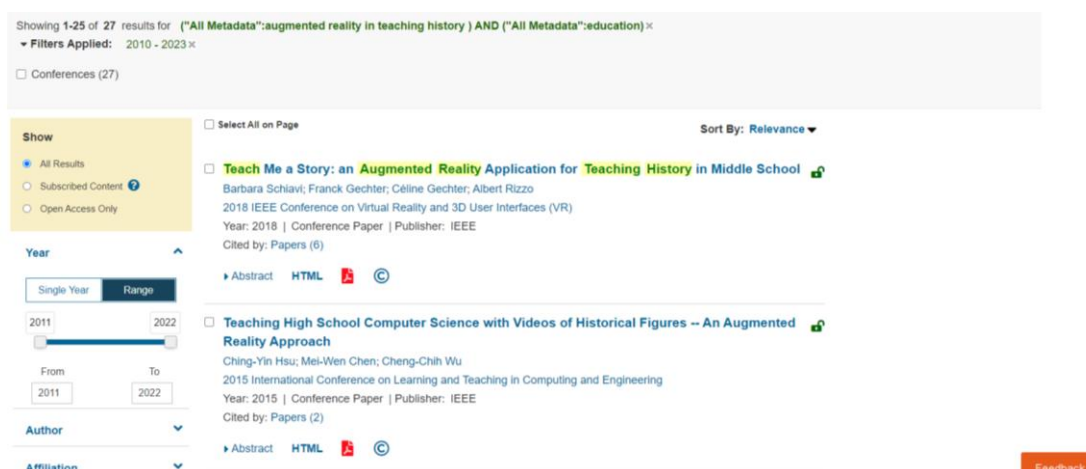 Showing 1-25 of 27 results for ("All Metadata":augmented reality in teaching history ) AND ("All Metadata":education) ×
Filters Applied: 2010 - 2023 ×
Conferences (27)
Show
All Results
Subscribed Content ?
Open Access Only
Year
Single Year Range
2011 2022
From To
2011 2022
Author
Affiliation
Select All on Page
Sort By: Relevance
Teach Me a Story: an Augmented Reality Application for Teaching History in Middle School
Barbara Schiavi; Franck Gechter; Céline Gechter; Albert Rizzo
2018 IEEE Conference on Virtual Reality and 3D User Interfaces (VR)
Year: 2018 | Conference Paper | Publisher: IEEE
Cited by: Papers (6)
Abstract HTML ©
Teaching High School Computer Science with Videos of Historical Figures -- An Augmented
Reality Approach
Ching-Yin Hsu; Mei-Wen Chen; Cheng-Chih Wu
2015 International Conference on Learning and Teaching in Computing and Engineering
Year: 2015 | Conference Paper | Publisher: IEEE
Cited by: Papers (2)
Abstract HTML ©
Feedback